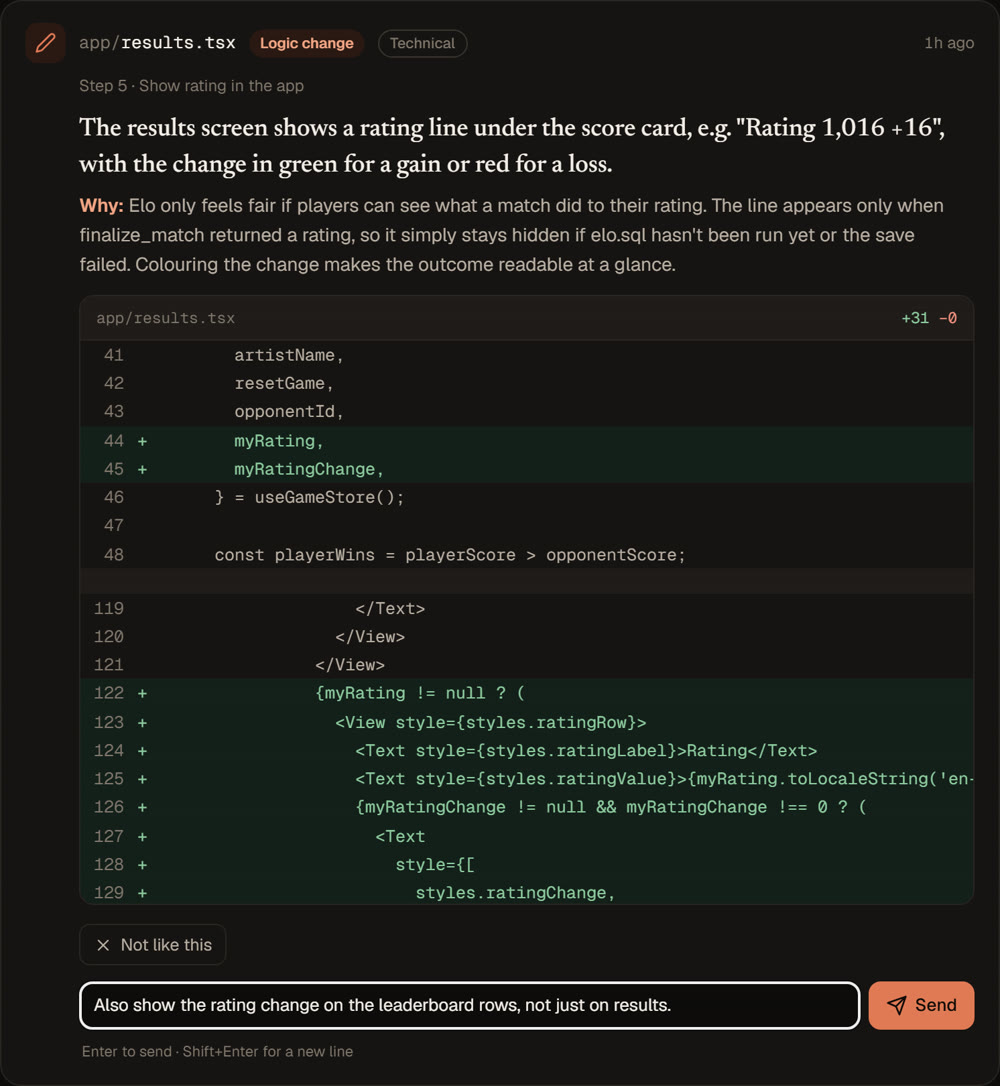 app/results.tsx Logic change Technical 1h ago
Step 5 · Show rating in the app
The results screen shows a rating line under the score card, e.g. "Rating 1,016 +16",
with the change in green for a gain or red for a loss.
Why: Elo only feels fair if players can see what a match did to their rating. The line appears only when
finalize_match returned a rating, so it simply stays hidden if elo.sql hasn't been run yet or the save
failed. Colouring the change makes the outcome readable at a glance.
app/results.tsx +31 −0
41 artistName,
42 resetGame,
43 opponentId,
44 + myRating,
45 + myRatingChange,
46 } = useGameStore();
47
48 const playerWins = playerScore > opponentScore;
119 </Text>
120 </View>
121 </View>
122 + {myRating != null ? (
123 + <View style={styles.ratingRow}>
124 + <Text style={styles.ratingLabel}>Rating</Text>
125 + <Text style={styles.ratingValue}>{myRating.toLocaleString('en-
126 + {myRatingChange != null && myRatingChange !== 0 ? (
127 + <Text
128 + style={[
129 + styles.ratingChange,
Not like this
Also show the rating change on the leaderboard rows, not just on results.
Send
Enter to send · Shift+Enter for a new line